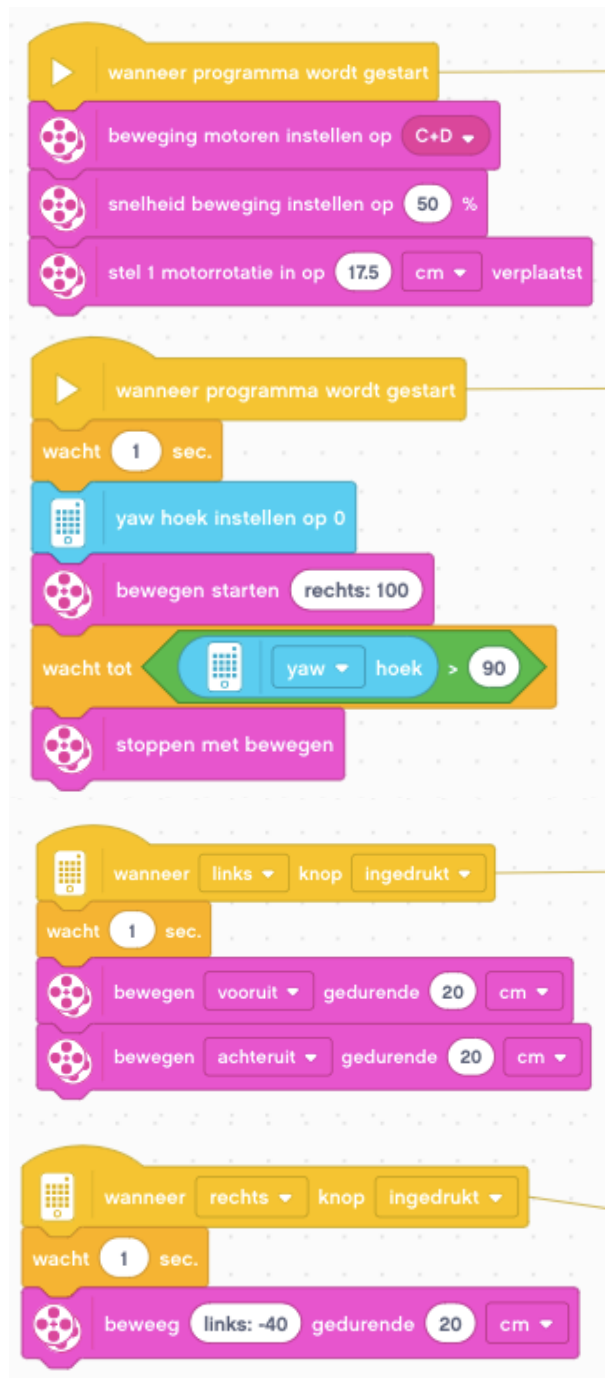 wanneer programma wordt gestart
beweging motoren instellen op C+D
snelheid beweging instellen op 50 %
stel 1 motorrotatie in op 17.5 cm verplaatst
wanneer programma wordt gestart
wacht 1 sec.
yaw hoek instellen op 0
bewegen starten rechts: 100
wacht tot yaw hoek > 90
stoppen met bewegen
wanneer links knop ingedrukt
wacht 1 sec.
bewegen vooruit gedurende 20 cm
bewegen achteruit gedurende 20 cm
wanneer rechts knop ingedrukt
wacht 1 sec.
beweeg links: -40 gedurende 20 cm